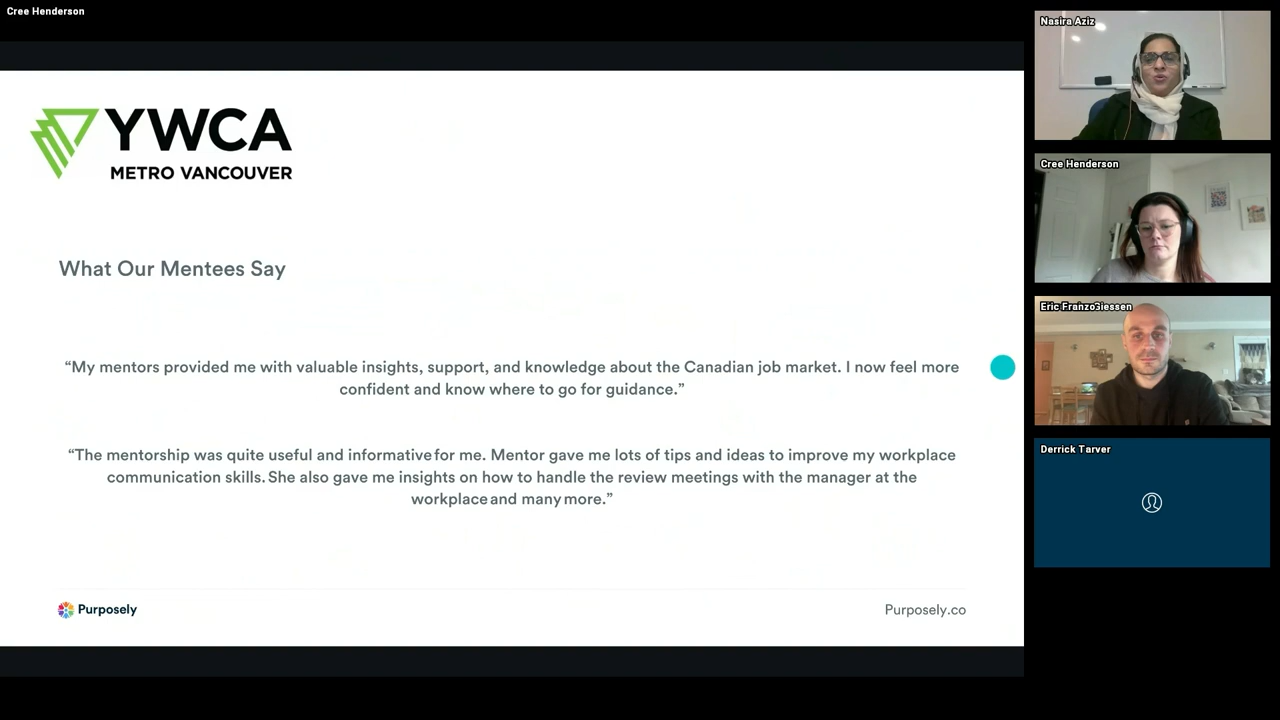 Cree Henderson
YWCA
METRO VANCOUVER
What Our Mentees Say
“My mentors provided me with valuable insights, support, and knowledge about the Canadian job market. I now feel more
confident and know where to go for guidance.”
“The mentorship was quite useful and informative for me. Mentor gave me lots of tips and ideas to improve my workplace
communication skills. She also gave me insights on how to handle the review meetings with the manager at the
workplace and many more.”
Purposely
Purposely.co
Nasira Aziz
Cree Henderson
Eric Franzo Giessen
Derrick Tarver